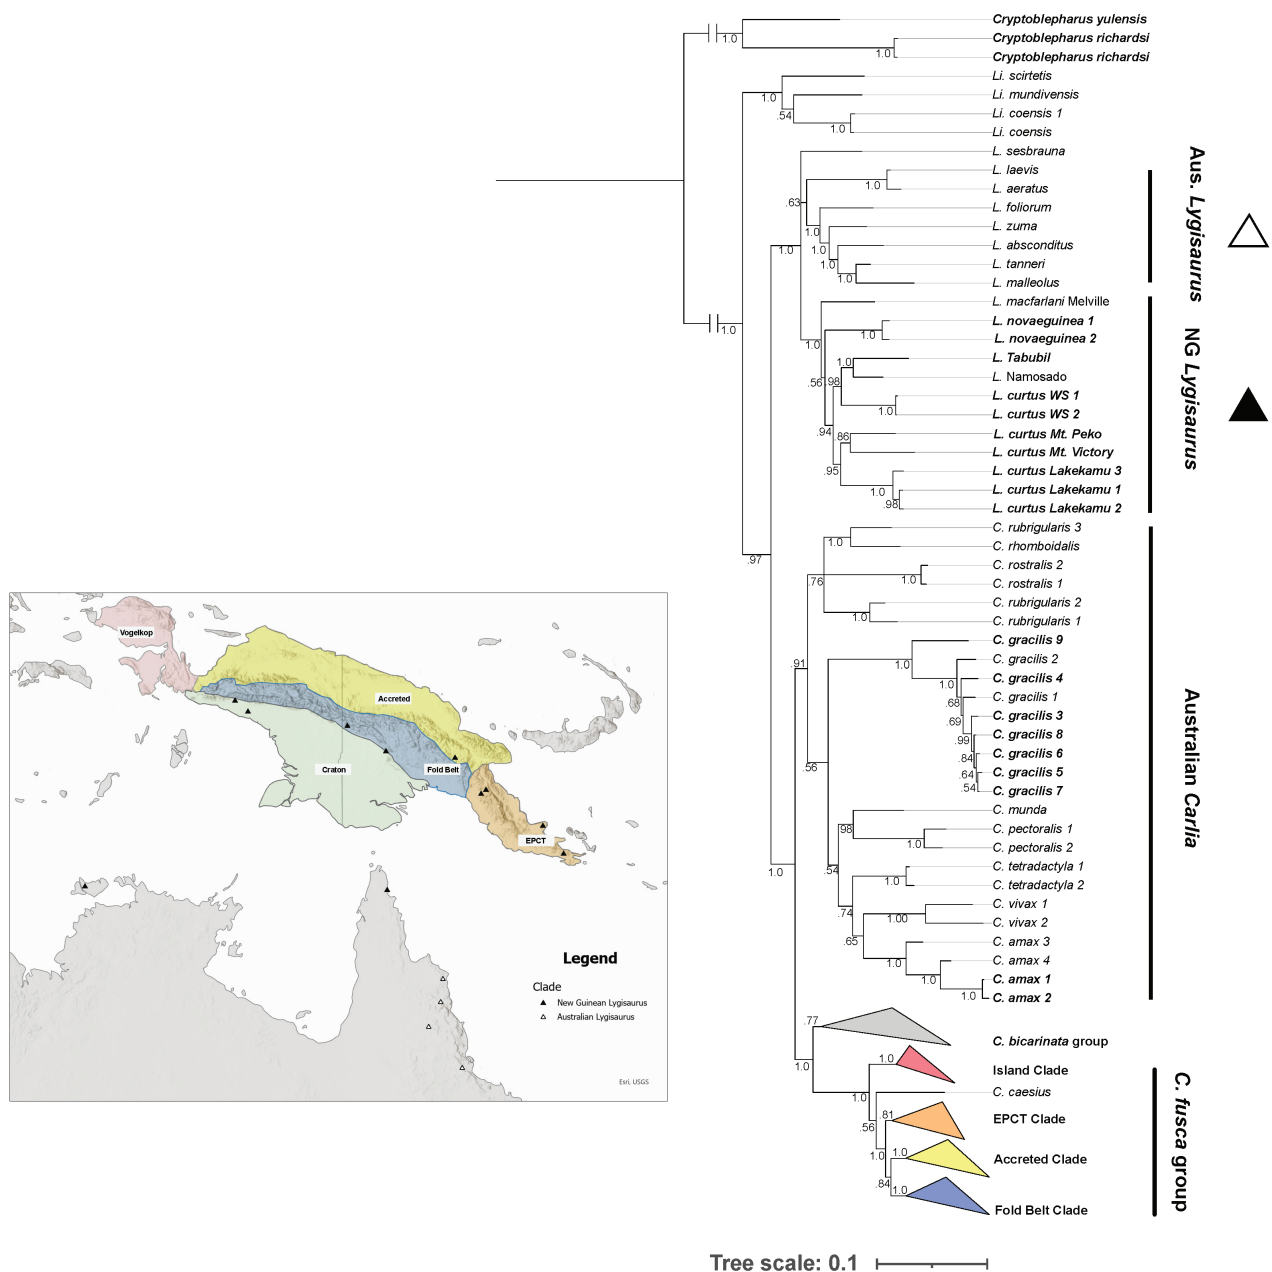 Cryptoblepharus yulensis
Cryptoblepharus richardsi
1.0
Cryptoblepharus richardsi
1.0
Li. scirtetis
Li. mundivensis
1.0
Li. coensis 1
.54
Li. coensis
1.0
L. sesbrauna
L. laevis
L. aeratus
1.0
L. foliorum
.63
L. zuma
1.0
L. absconditus
1.0
1.0
L. tanneri
1.0
L. malleolus
1.0
Aus. Lygisaurus
L. macfarlani Melville
L. novaeguinea 1
1.0
L. novaeguinea 2
1.0
1.0
L. Tabubil
1.0
L. Namosado
.56
.98
L. curtus WS 1
L. curtus WS 2
1.0
L. curtus Mt. Peko
.94
.86
L. curtus Mt. Victory
L. curtus Lakekamu 3
.95
L. curtus Lakekamu 1
1.0
L. curtus Lakekamu 2
.98
NG Lygisaurus
C. rubrigularis 3
C. rhomboidalis
1.0
.97
C. rostralis 2
C. rostralis 1
1.0
.76
C. rubrigularis 2
C. rubrigularis 1
1.0
C. gracilis 9
C. gracilis 2
.91
1.0
C. gracilis 4
1.0
C. gracilis 1
.68
C. gracilis 3
.69
C. gracilis 8
.99
C. gracilis 6
.84
C. gracilis 5
.56
.64
C. gracilis 7
.54
C. munda
C. pectoralis 1
.98
C. pectoralis 2
1.0
C. tetradactyla 1
.54
1.0
C. tetradactyla 2
1.0
C. vivax 1
.74
C. vivax 2
1.00
C. amax 3
.65
C. amax 4
1.0
C. amax 1
1.0
C. amax 2
1.0
Australian Carlia
.77
C. bicarinata group
1.0
1.0
Island Clade
C. caesius
1.0
.81
EPCT Clade
.56
1.0
1.0
Accreted Clade
.84
1.0
Fold Belt Clade
C. fusca group
Tree scale: 0.1
Vogelkop
Accreted
Craton
Fold Belt
EPCT
Legend
Clade
New Guinean Lygisaurus
Australian Lygisaurus
Esri, USGS